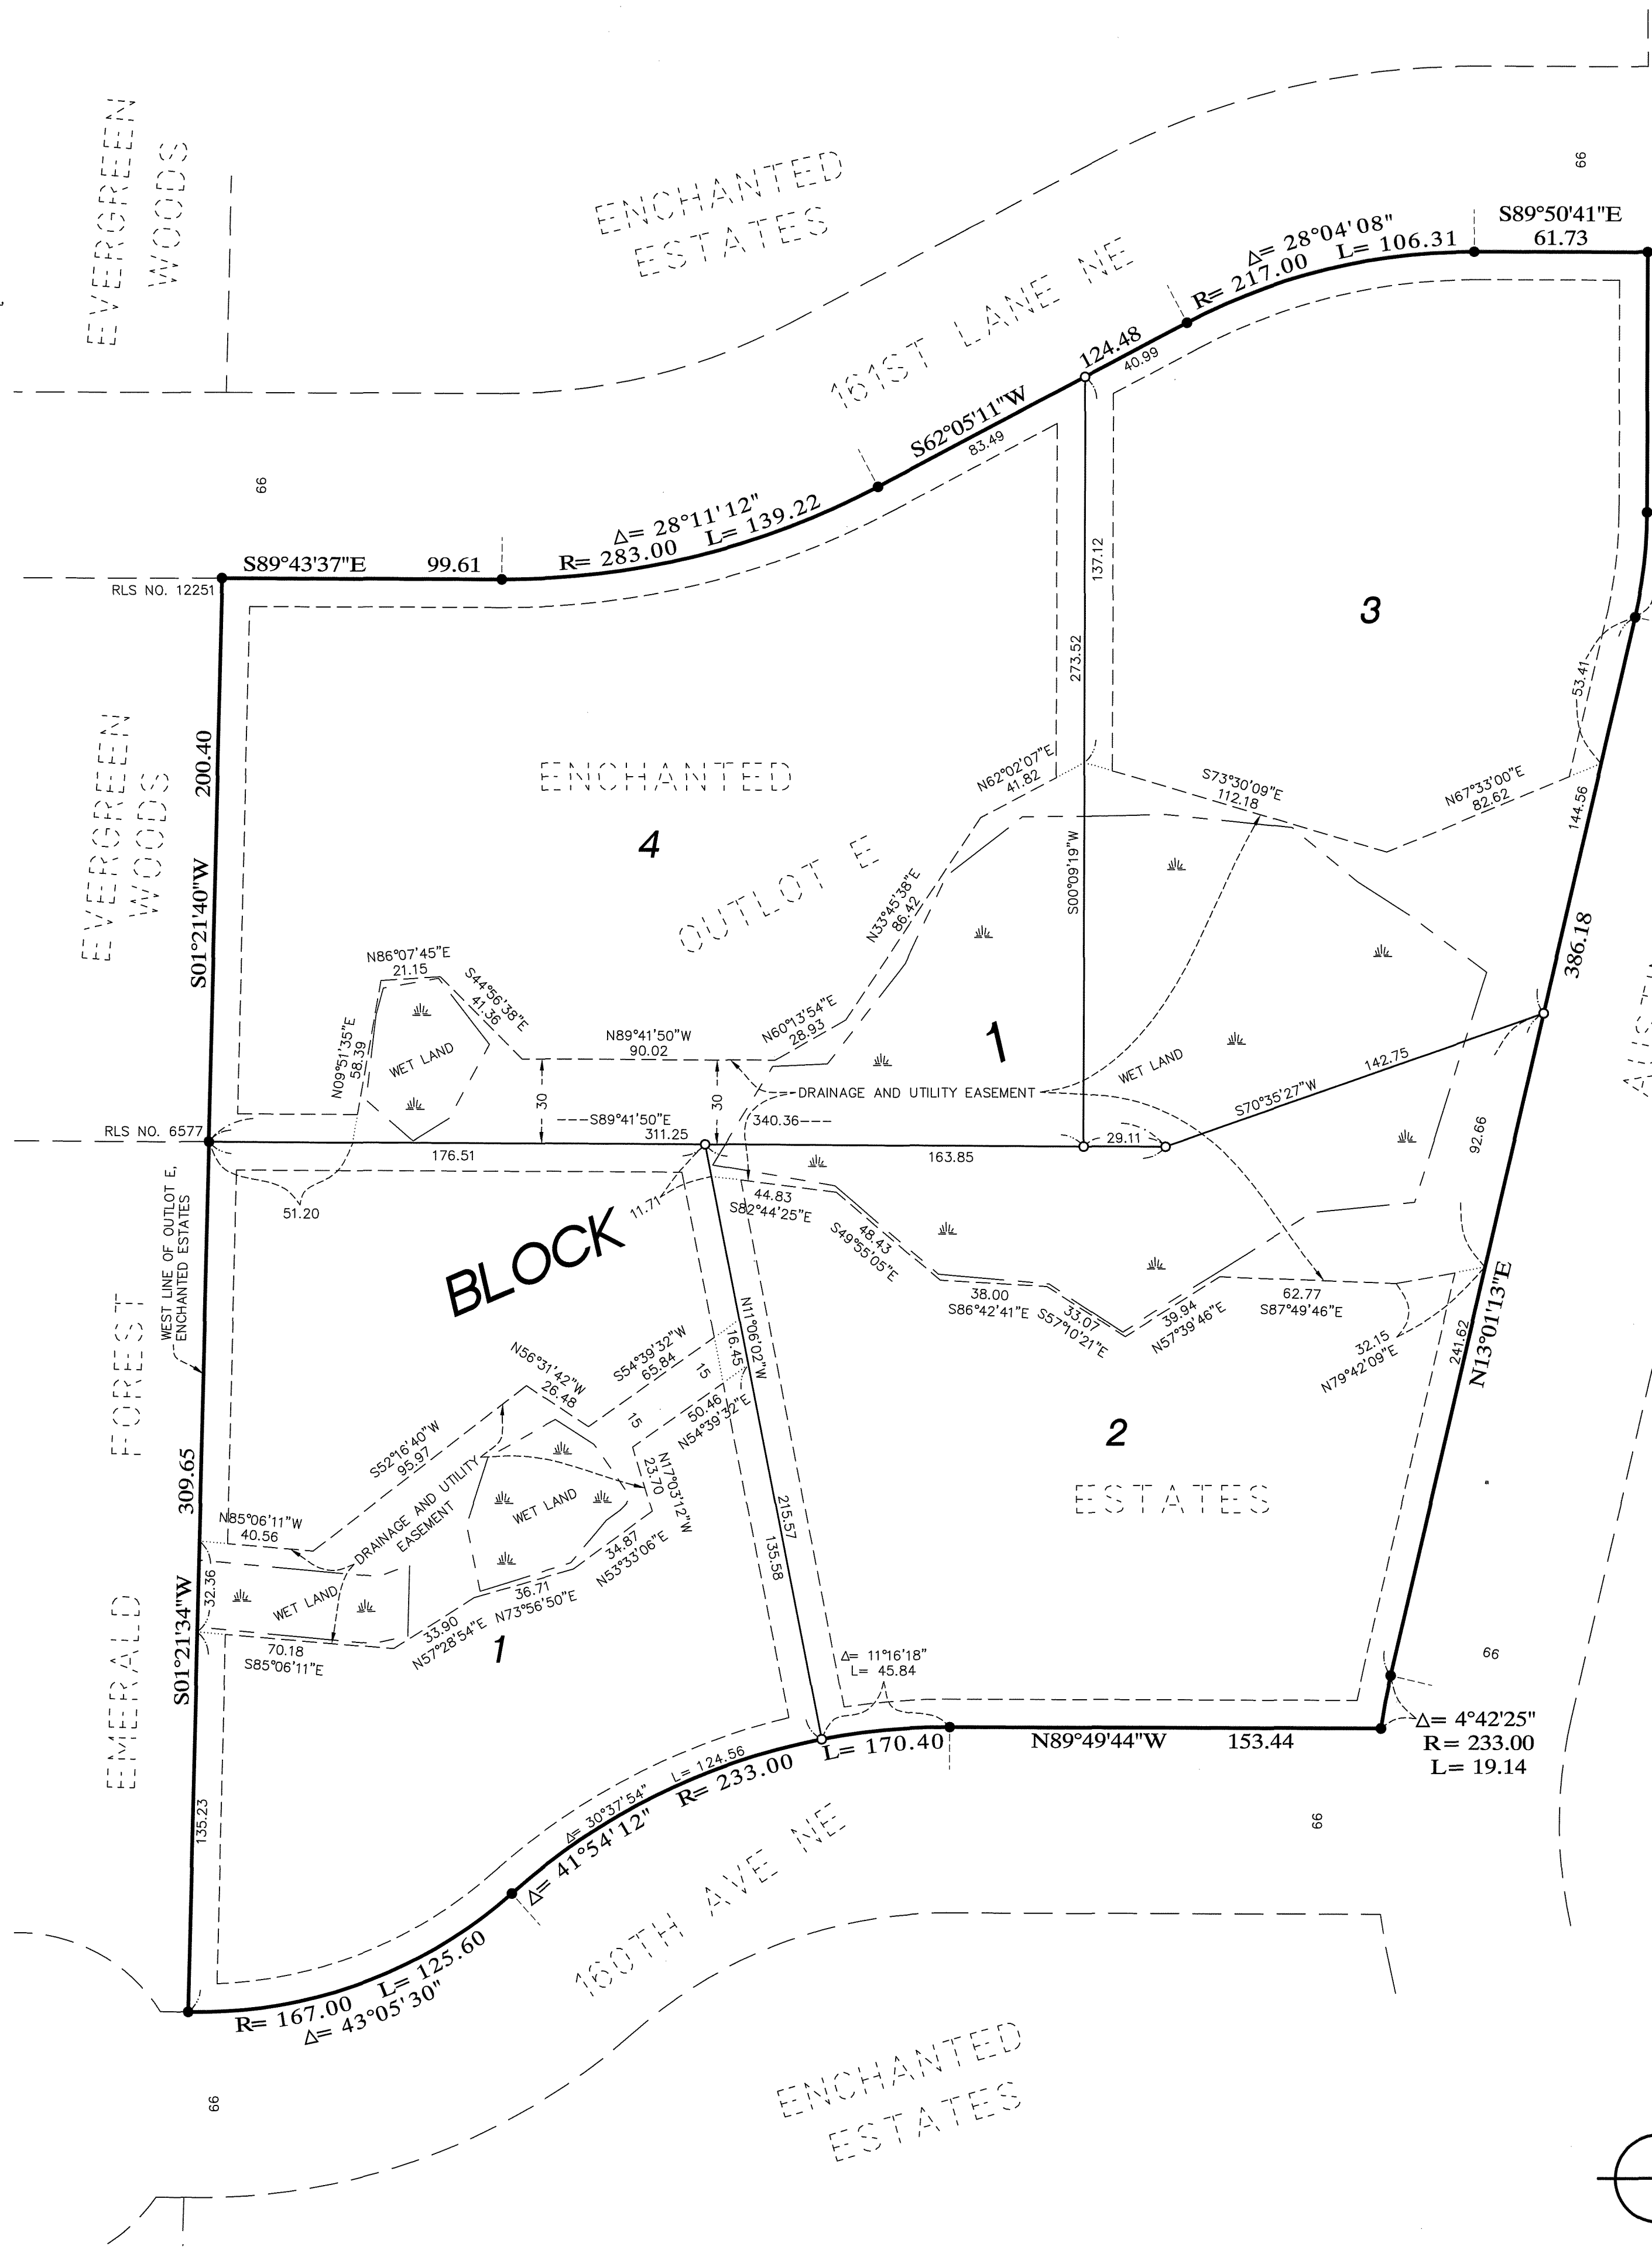 EVERGREEN
WOODS
ENCHANTED
ESTATES
161ST LANE NE
66
S89°50'41"E
61.73
Δ= 28°04'08"
R= 217.00 L= 106.31
124.48
40.99
S62°05'11"W
83.49
66
Δ= 28°11'12"
R= 283.00 L= 139.22
S89°43'37"E 99.61
RLS NO. 12251
137.12
273.52
3
53.41
EVERGREEN
WOODS
200.40
S01°21'40"W
ENCHANTED
4
OUTLOT E
N62°02'07"E
41.82
S73°30'09"E
112.18
N67°33'00"E
82.62
144.56
S00°09'19"W
N33°45'38"E
86.42
386.18
N86°07'45"E
21.15
S44°56'38"E
41.36
N09°51'35"E
58.39
WET LAND
N89°41'50"W
90.02
N60°13'54"E
28.93
1
WET LAND
DRAINAGE AND UTILITY EASEMENT
142.75
S70°35'27"W
30
30
S89°41'50"E
340.36
311.25
RLS NO. 6577
176.51
163.85
29.11
92.66
51.20
11.71
44.83
S82°44'25"E
48.43
S49°55'05"E
WEST LINE OF OUTLOT E,
ENCHANTED ESTATES
BLOCK
38.00
S86°42'41"E
33.07
S57°10'21"E
39.94
N57°39'46"E
62.77
S87°49'46"E
32.15
N79°42'09"E
241.62
N13°01'13"E
N11°06'02"W
16.45
N56°31'42"W
26.48
S54°39'32"W
65.84
15
15
50.46
N54°39'32"E
N17°03'12"W
23.70
S52°16'40"W
95.97
2
ESTATES
EMERALD FOREST
309.65
S01°21'34"W
N85°06'11"W
40.56
DRAINAGE AND UTILITY
EASEMENT
WET LAND
WET LAND
32.36
34.87
N53°33'06"E
36.71
N73°56'50"E
33.90
N57°28'54"E
70.18
S85°06'11"E
1
215.57
135.58
Δ= 11°16'18"
L= 45.84
66
L= 170.40
N89°49'44"W 153.44
Δ= 4°42'25"
R= 233.00
L= 19.14
L= 124.56
Δ= 30°37'54"
R= 233.00
Δ= 41°54'12"
135.23
160TH AVE NE
66
L= 125.60
R= 167.00
Δ= 43°05'30"
66
ENCHANTED
ESTATES